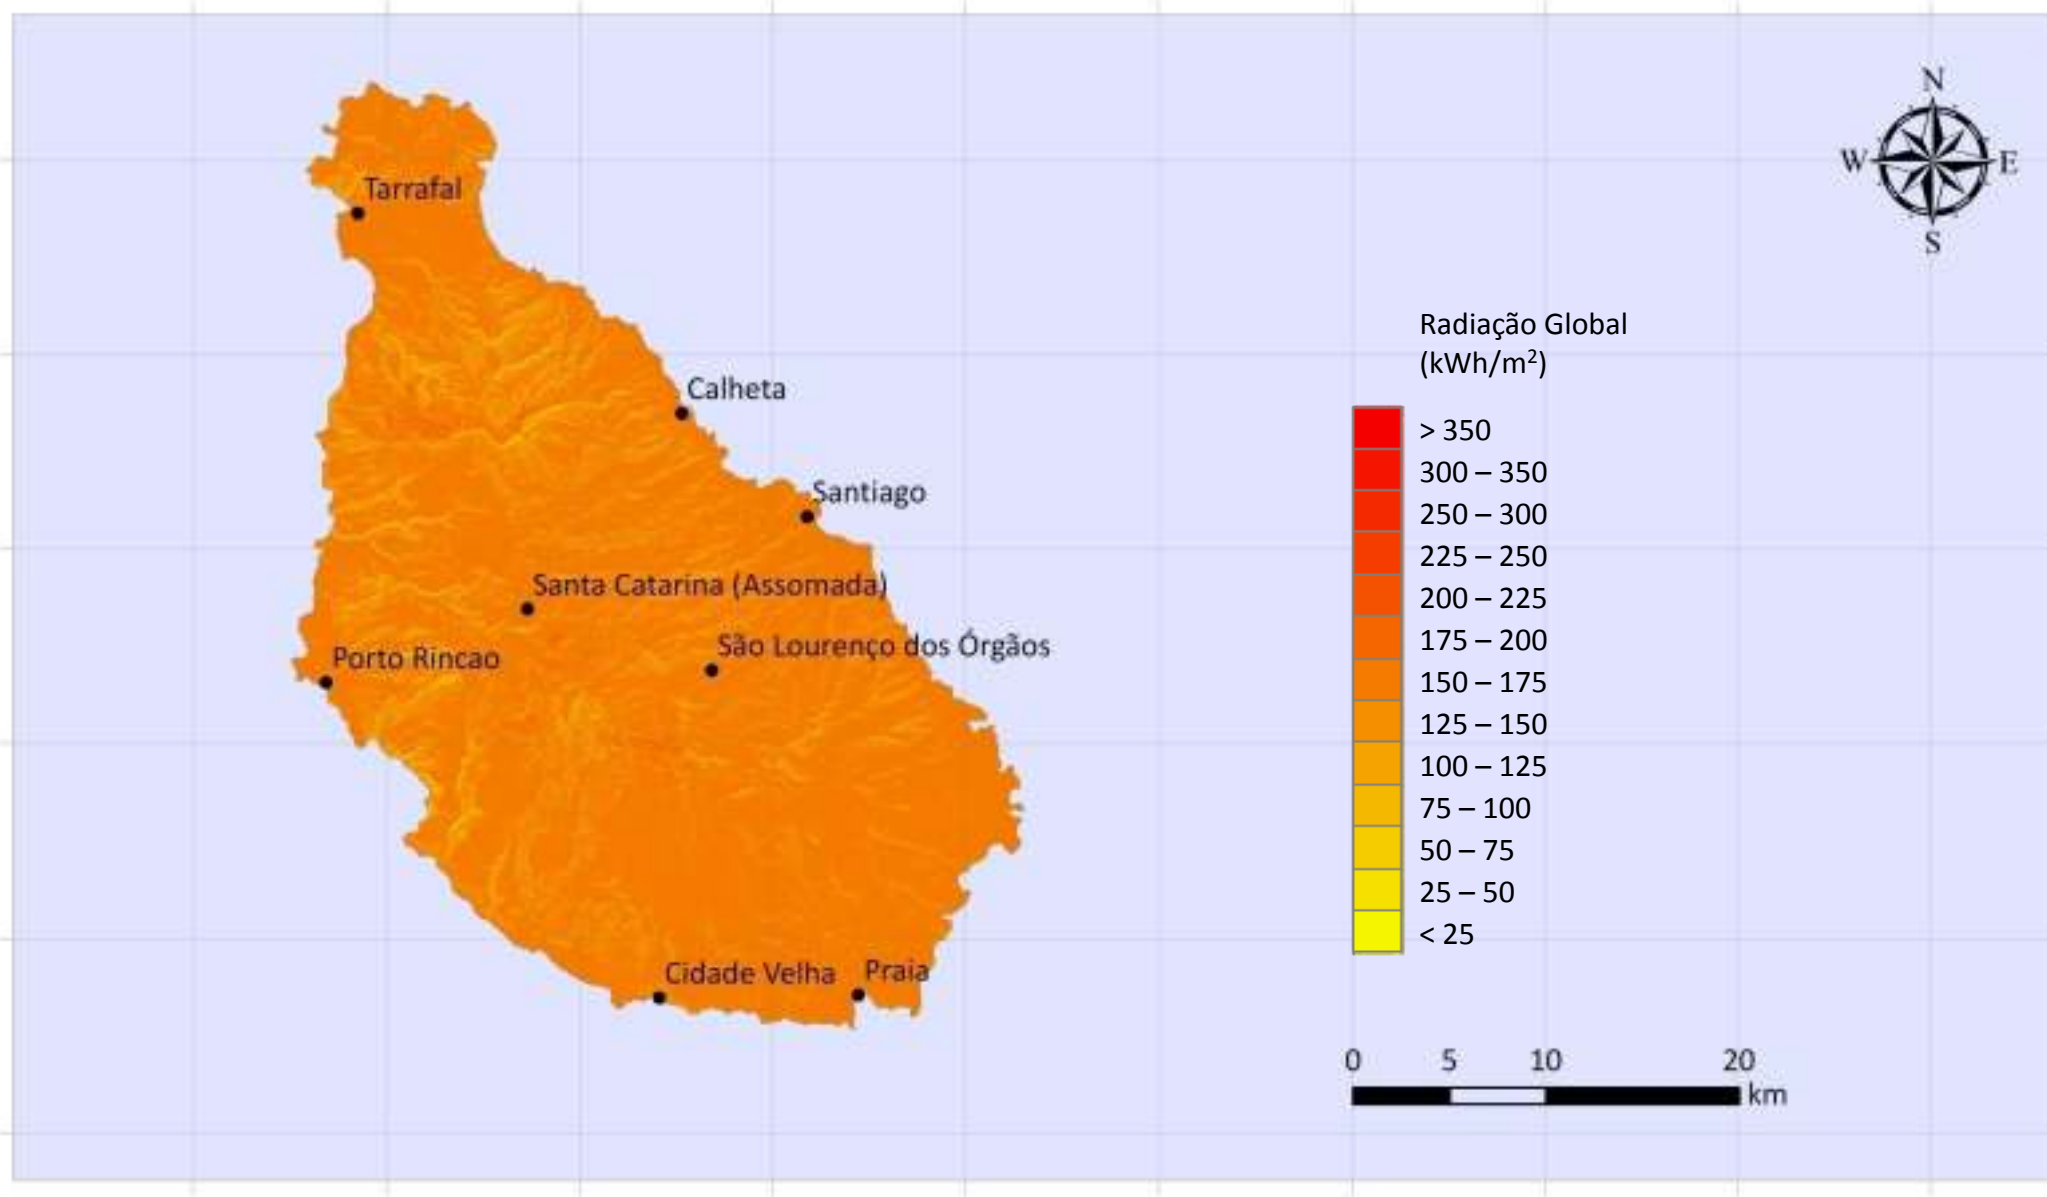 N
W
E
S
Tarrafal
Calheta
Santiago
Santa Catarina (Assomada)
São Lourenço dos Órgãos
Porto Rincao
Cidade Velha
Praia
Radiação Global
(kWh/m²)
> 350
300 – 350
250 – 300
225 – 250
200 – 225
175 – 200
150 – 175
125 – 150
100 – 125
75 – 100
50 – 75
25 – 50
< 25
0 5 10 20
km